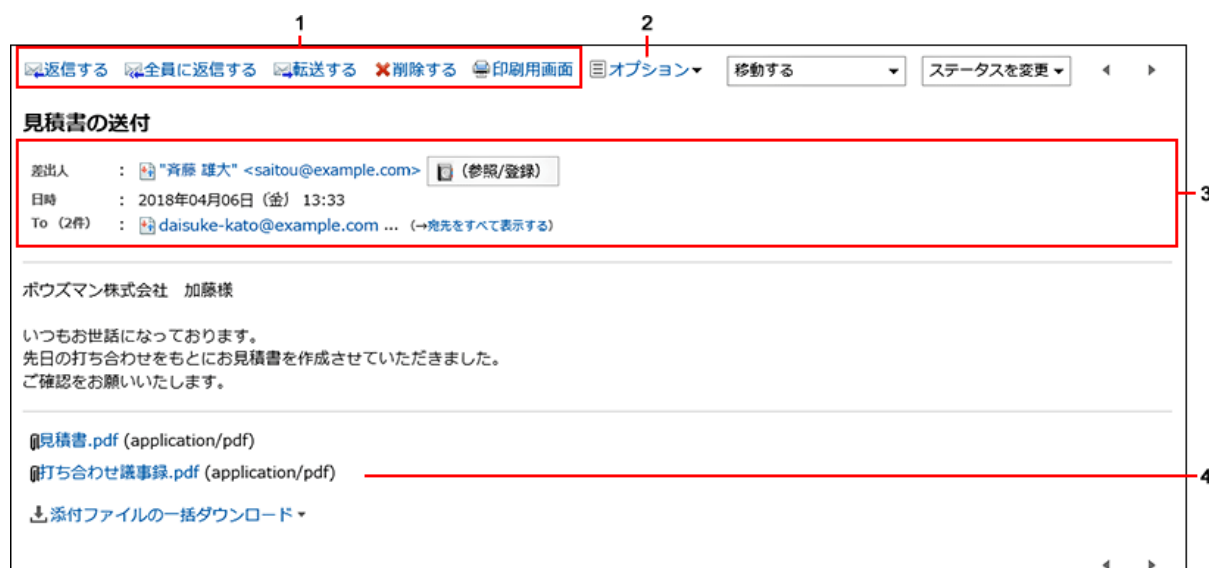 1 2
返信する 全員に返信する 転送する 削除する 印刷用画面 オプション 移動する ステータスを変更
見積書の送付
差出人 : "斉藤 雄大" <saitou@example.com> (参照/登録)
日時 : 2018年04月06日(金) 13:33
3
To (2件) : daisuke-kato@example.com ... (→宛先をすべて表示する)
ボウズマン株式会社 加藤様
いつもお世話になっております。
先日の打ち合わせをもとにお見積書を作成させていただきました。
ご確認をお願いいたします。
見積書.pdf (application/pdf)
打ち合わせ議事録.pdf (application/pdf) 4
添付ファイルの一括ダウンロード